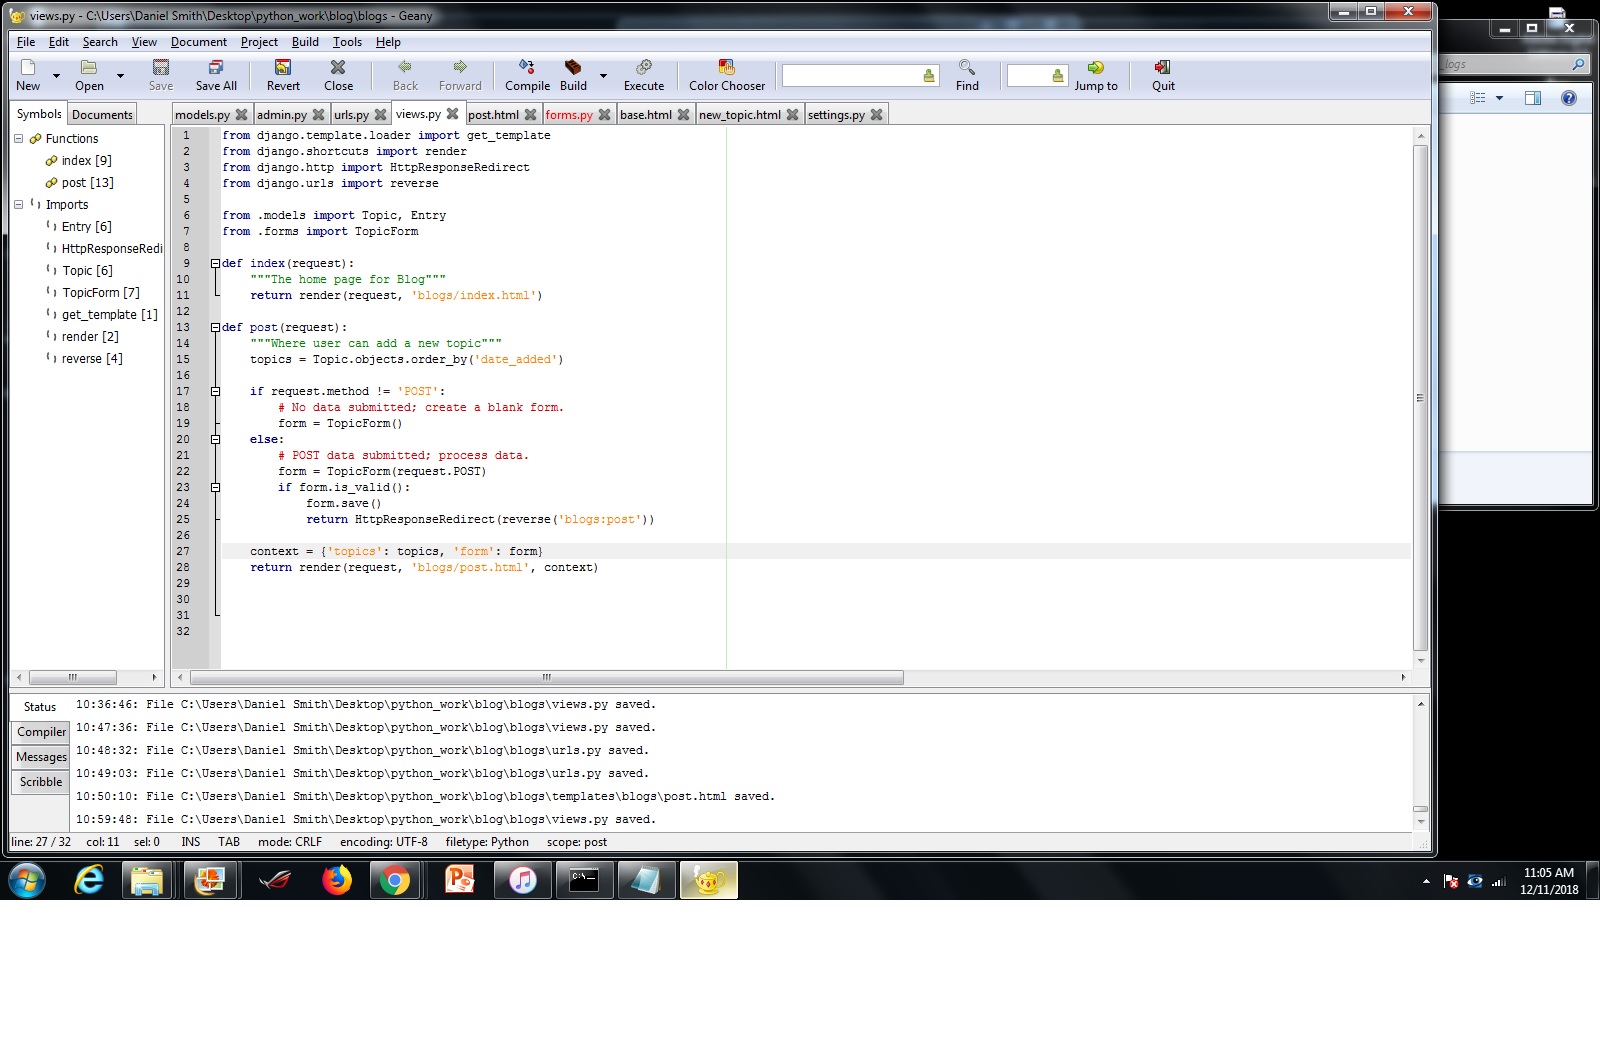 views.py - C:\Users\Daniel Smith\Desktop\python_work\blog\blogs - Geany
File Edit Search View Document Project Build Tools Help
New Open Save Save All Revert Close Back Forward Compile Build Execute Color Chooser Find Jump to Quit
Symbols Documents
models.py admin.py urls.py views.py post.html forms.py base.html new_topic.html settings.py
Functions
index [9]
post [13]
Imports
Entry [6]
HttpResponseRedi
Topic [6]
TopicForm [7]
get_template [1]
render [2]
reverse [4]
1 from django.template.loader import get_template
2 from django.shortcuts import render
3 from django.http import HttpResponseRedirect
4 from django.urls import reverse
5
6 from .models import Topic, Entry
7 from .forms import TopicForm
8
9 def index(request):
10 """The home page for Blog"""
11 return render(request, 'blogs/index.html')
12
13 def post(request):
14 """Where user can add a new topic"""
15 topics = Topic.objects.order_by('date_added')
16
17 if request.method != 'POST':
18 # No data submitted; create a blank form.
19 form = TopicForm()
20 else:
21 # POST data submitted; process data.
22 form = TopicForm(request.POST)
23 if form.is_valid():
24 form.save()
25 return HttpResponseRedirect(reverse('blogs:post'))
26
27 context = {'topics': topics, 'form': form}
28 return render(request, 'blogs/post.html', context)
29
30
31
32
Status
Compiler
Messages
Scribble
10:36:46: File C:\Users\Daniel Smith\Desktop\python_work\blog\blogs\views.py saved.
10:47:36: File C:\Users\Daniel Smith\Desktop\python_work\blog\blogs\views.py saved.
10:48:32: File C:\Users\Daniel Smith\Desktop\python_work\blog\blogs\urls.py saved.
10:49:03: File C:\Users\Daniel Smith\Desktop\python_work\blog\blogs\urls.py saved.
10:50:10: File C:\Users\Daniel Smith\Desktop\python_work\blog\blogs\templates\blogs\post.html saved.
10:59:48: File C:\Users\Daniel Smith\Desktop\python_work\blog\blogs\views.py saved.
line: 27 / 32 col: 11 sel: 0 INS TAB mode: CRLF encoding: UTF-8 filetype: Python scope: post
_logs
11:05 AM
12/11/2018